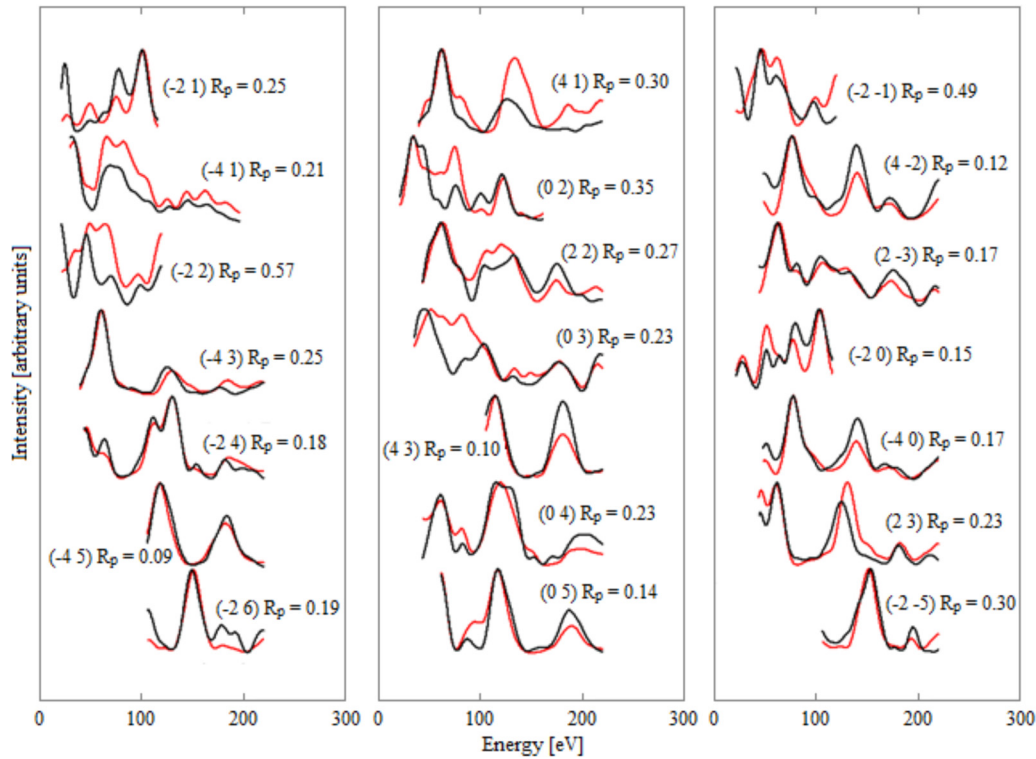 (-2 1) Rp = 0.25
(-4 1) Rp = 0.21
(-2 2) Rp = 0.57
(-4 3) Rp = 0.25
(-2 4) Rp = 0.18
(-4 5) Rp = 0.09
(-2 6) Rp = 0.19
(4 1) Rp = 0.30
(0 2) Rp = 0.35
(2 2) Rp = 0.27
(0 3) Rp = 0.23
(4 3) Rp = 0.10
(0 4) Rp = 0.23
(0 5) Rp = 0.14
(-2 -1) Rp = 0.49
(4 -2) Rp = 0.12
(2 -3) Rp = 0.17
(-2 0) Rp = 0.15
(-4 0) Rp = 0.17
(2 3) Rp = 0.23
(-2 -5) Rp = 0.30
Intensity [arbitrary units]
0 100 200 300
0 100 200 300
0 100 200 300
Energy [eV]